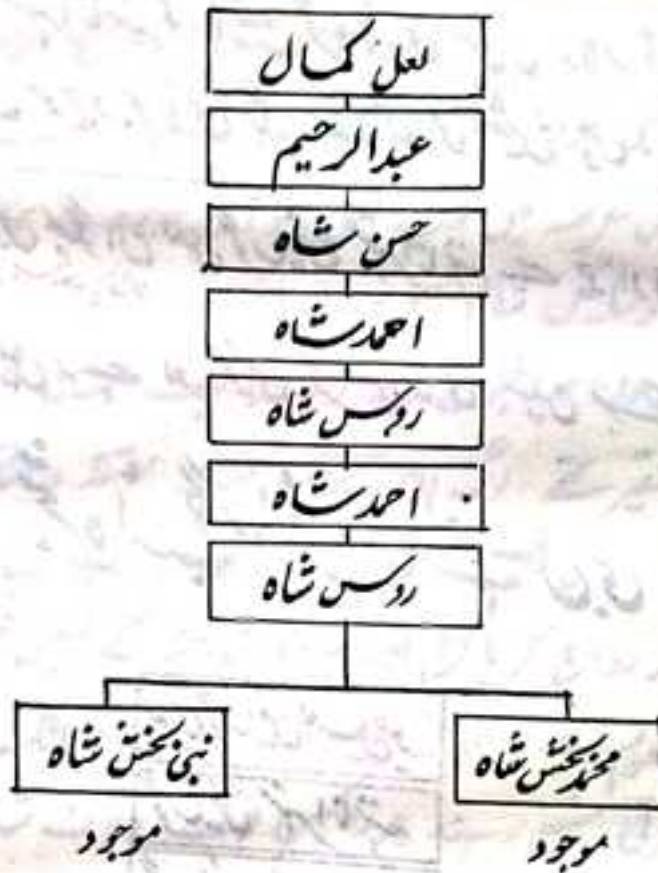 لعل کمال
عبدالرحیم
حسن شاہ
احمد شاہ
روس شاہ
احمد شاہ
روس شاہ
محمد بخش شاہ
نبی بخش شاہ
موجود
موجود